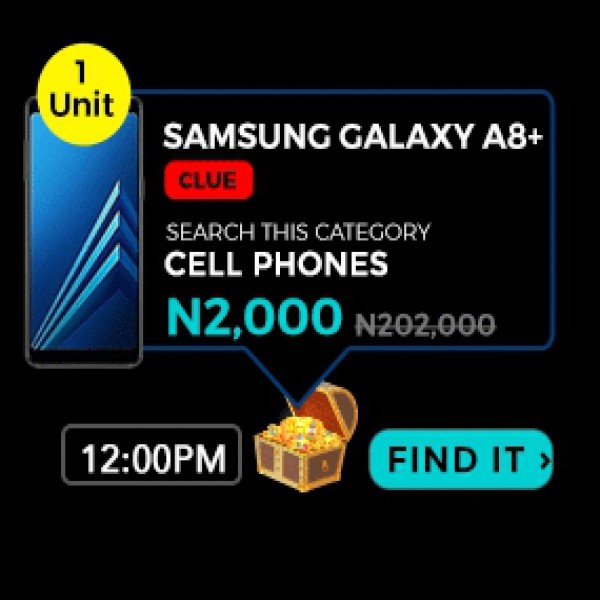 1
Unit
SAMSUNG GALAXY A8+
CLUE
SEARCH THIS CATEGORY
CELL PHONES
N2,000 N202,000
12:00PM
FIND IT ›